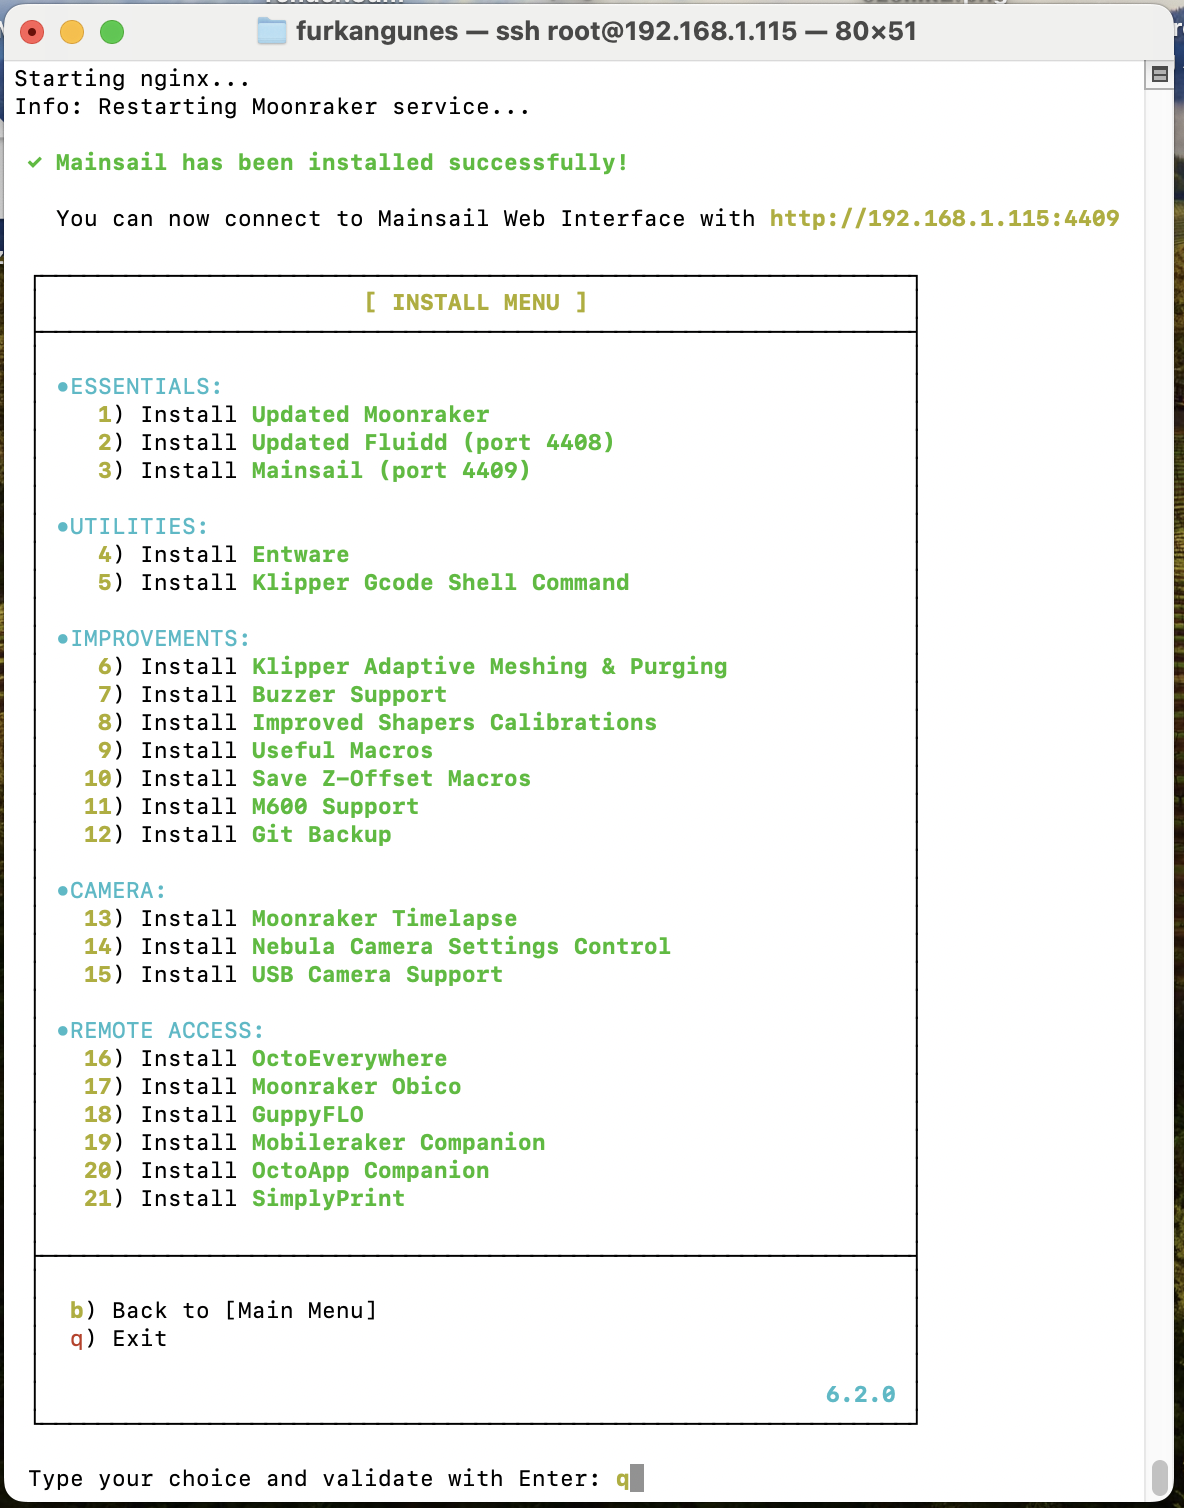 furkangunes — ssh root@192.168.1.115 — 80×51
Starting nginx...
Info: Restarting Moonraker service...
✓ Mainsail has been installed successfully!
You can now connect to Mainsail Web Interface with http://192.168.1.115:4409
[ INSTALL MENU ]
•ESSENTIALS:
1) Install Updated Moonraker
2) Install Updated Fluidd (port 4408)
3) Install Mainsail (port 4409)
•UTILITIES:
4) Install Entware
5) Install Klipper Gcode Shell Command
•IMPROVEMENTS:
6) Install Klipper Adaptive Meshing & Purging
7) Install Buzzer Support
8) Install Improved Shapers Calibrations
9) Install Useful Macros
10) Install Save Z-Offset Macros
11) Install M600 Support
12) Install Git Backup
•CAMERA:
13) Install Moonraker Timelapse
14) Install Nebula Camera Settings Control
15) Install USB Camera Support
•REMOTE ACCESS:
16) Install OctoEverywhere
17) Install Moonraker Obico
18) Install GuppyFLO
19) Install Mobileraker Companion
20) Install OctoApp Companion
21) Install SimplyPrint
b) Back to [Main Menu]
q) Exit
6.2.0
Type your choice and validate with Enter: q